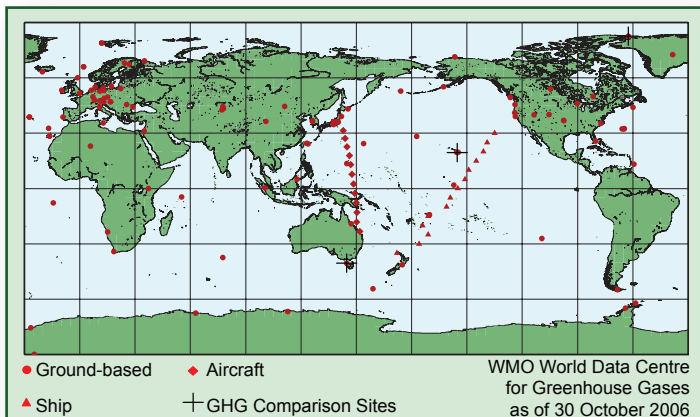 Ground-based
Aircraft
Ship
GHG Comparison Sites
WMO World Data Centre
for Greenhouse Gases
as of 30 October 2006